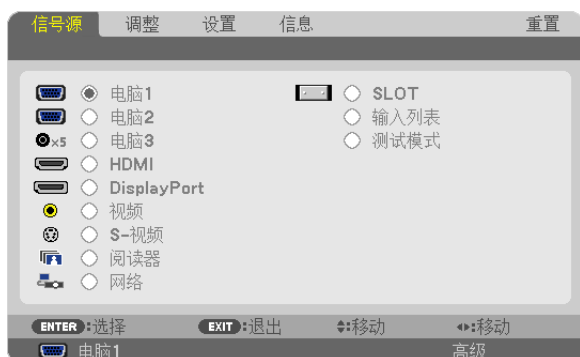 信号源 调整 设置 信息 重置
电脑1 SLOT
电脑2 输入列表
×5 电脑3 测试模式
HDMI
DisplayPort
视频
S-视频
阅读器
网络
ENTER:选择 EXIT:退出 :移动 :移动
电脑1 高级